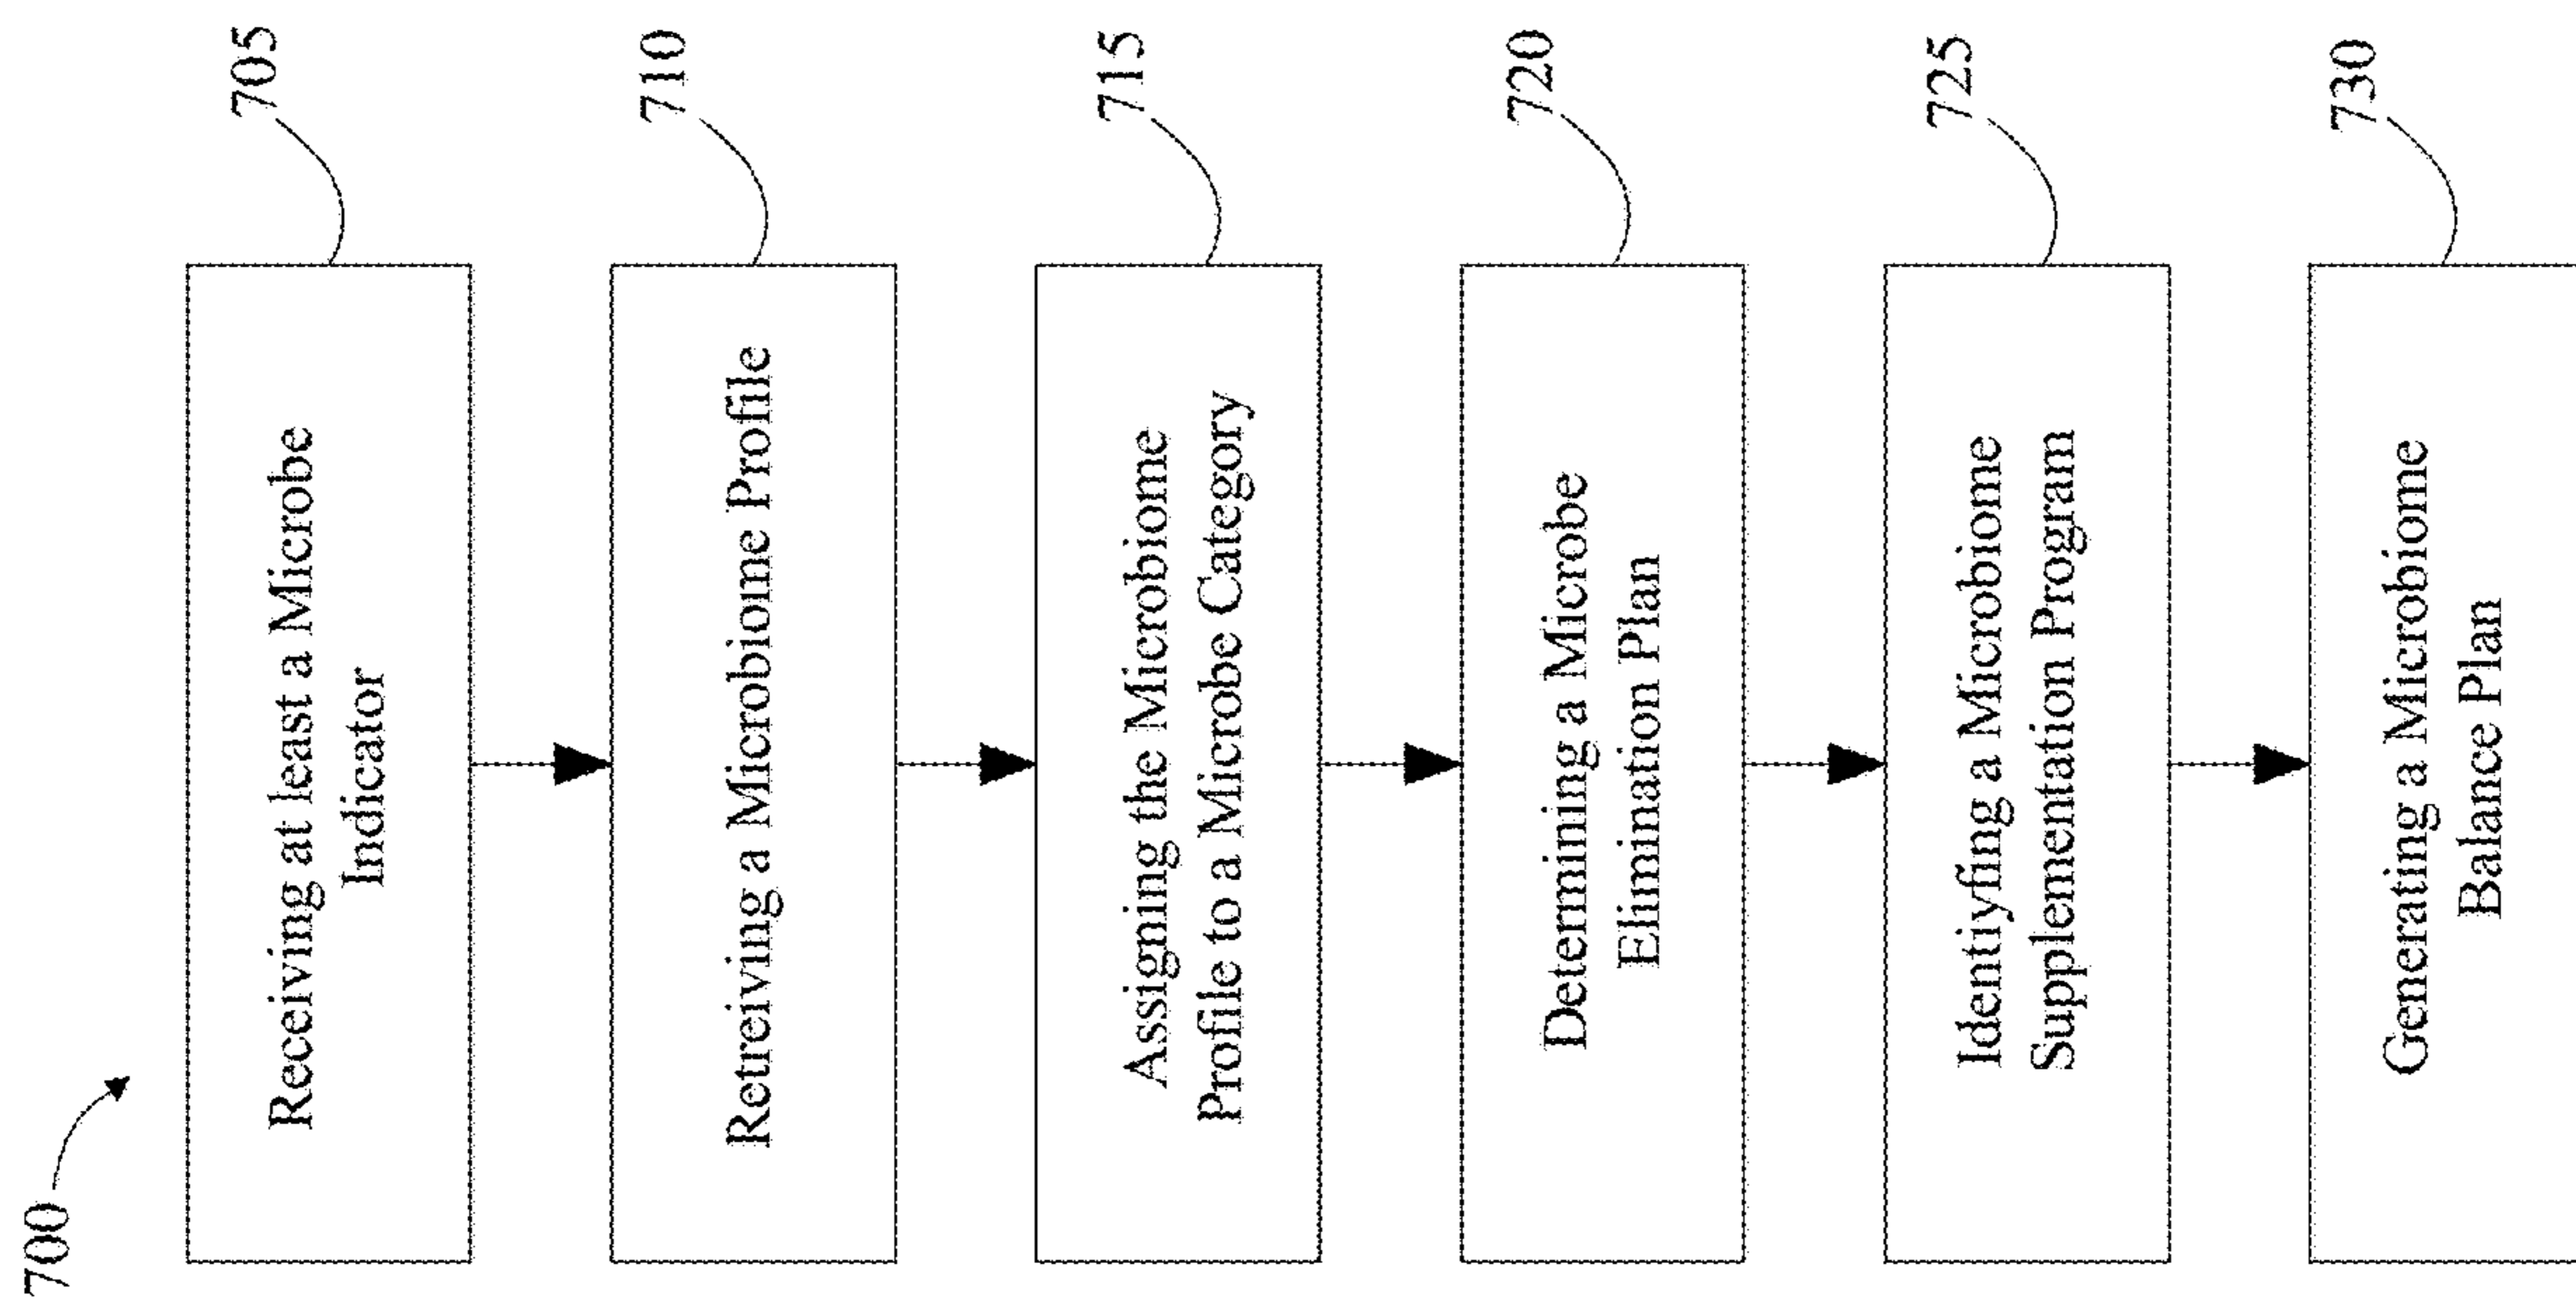 700
Receiving at least a Microbe
Indicator
705
Retreiving a Microbiome Profile
710
Assigning the Microbiome
Profile to a Microbe Category
715
Determining a Microbe
Elimination Plan
720
Identiyfing a Microbiome
Supplementation Program
725
Generating a Microbiome
Balance Plan
730